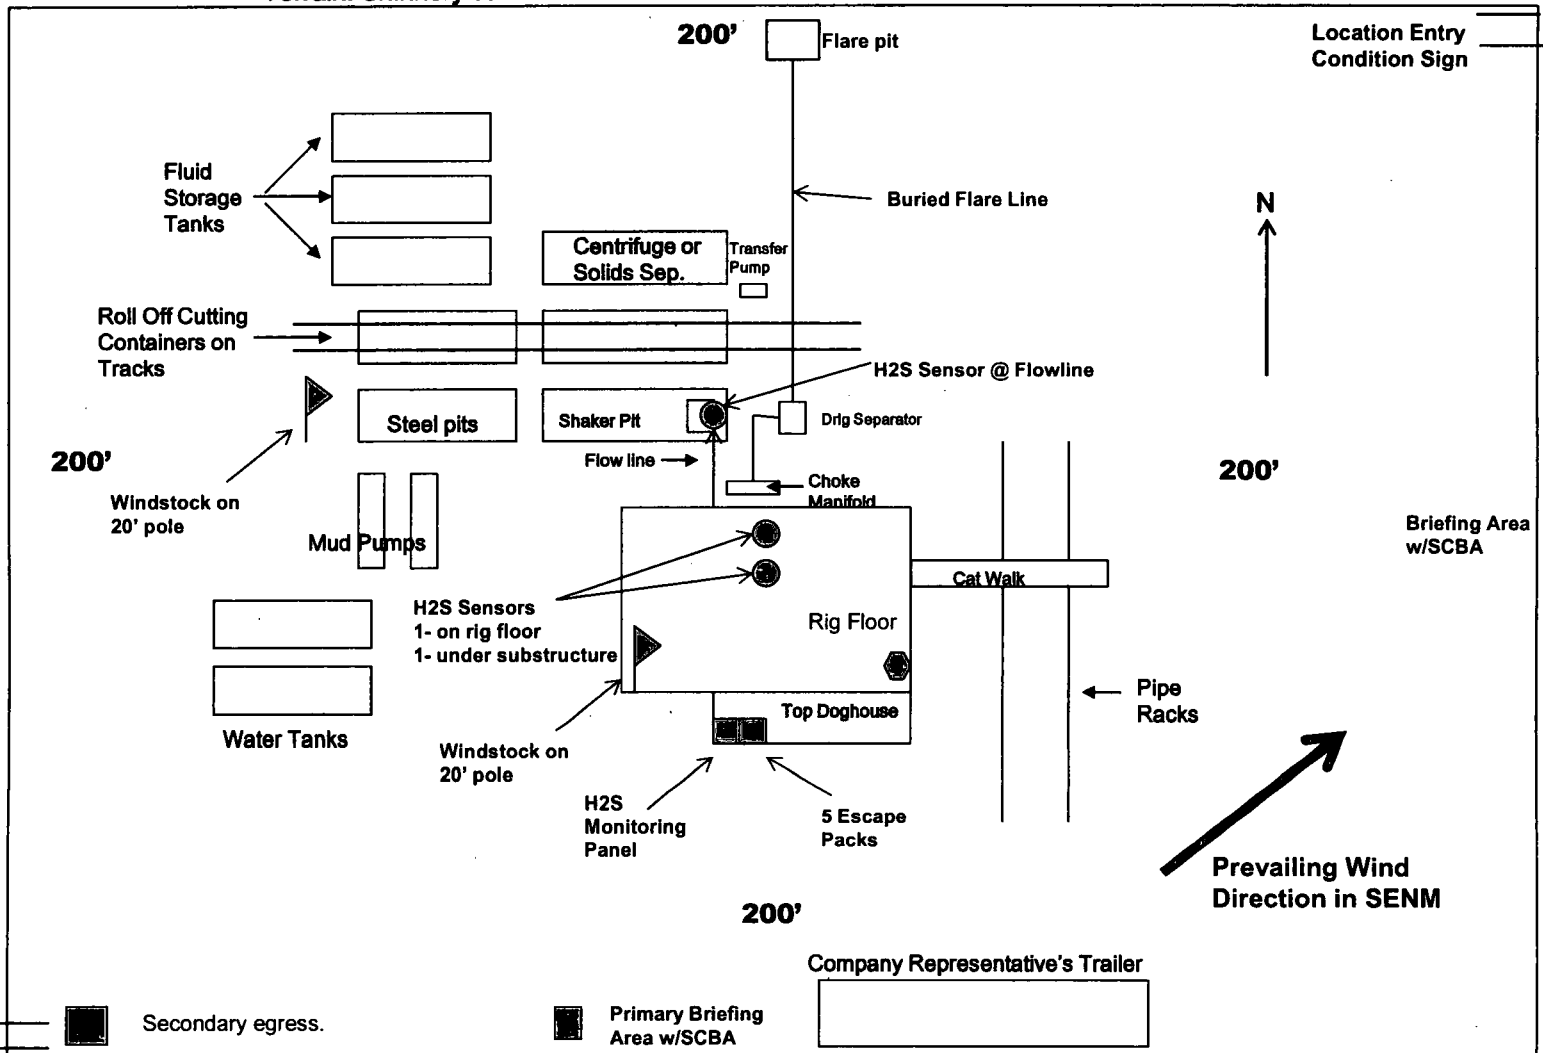 200'
Flare pit
Location Entry
Condition Sign
Fluid
Storage
Tanks
Buried Flare Line
N
Centrifuge or
Solids Sep.
Transfer
Pump
Roll Off Cutting
Containers on
Tracks
H2S Sensor @ Flowline
Steel pits
Shaker Pit
Drlg Separator
200'
Flow line
200'
Windstock on
20' pole
Choke
Manifold
Briefing Area
w/SCBA
Mud Pumps
Cat Walk
H2S Sensors
1- on rig floor
1- under substructure
Rig Floor
Pipe
Racks
Top Doghouse
Water Tanks
Windstock on
20' pole
H2S
Monitoring
Panel
5 Escape
Packs
Prevailing Wind
Direction in SENM
200'
Company Representative's Trailer
Secondary egress.
Primary Briefing
Area w/SCBA